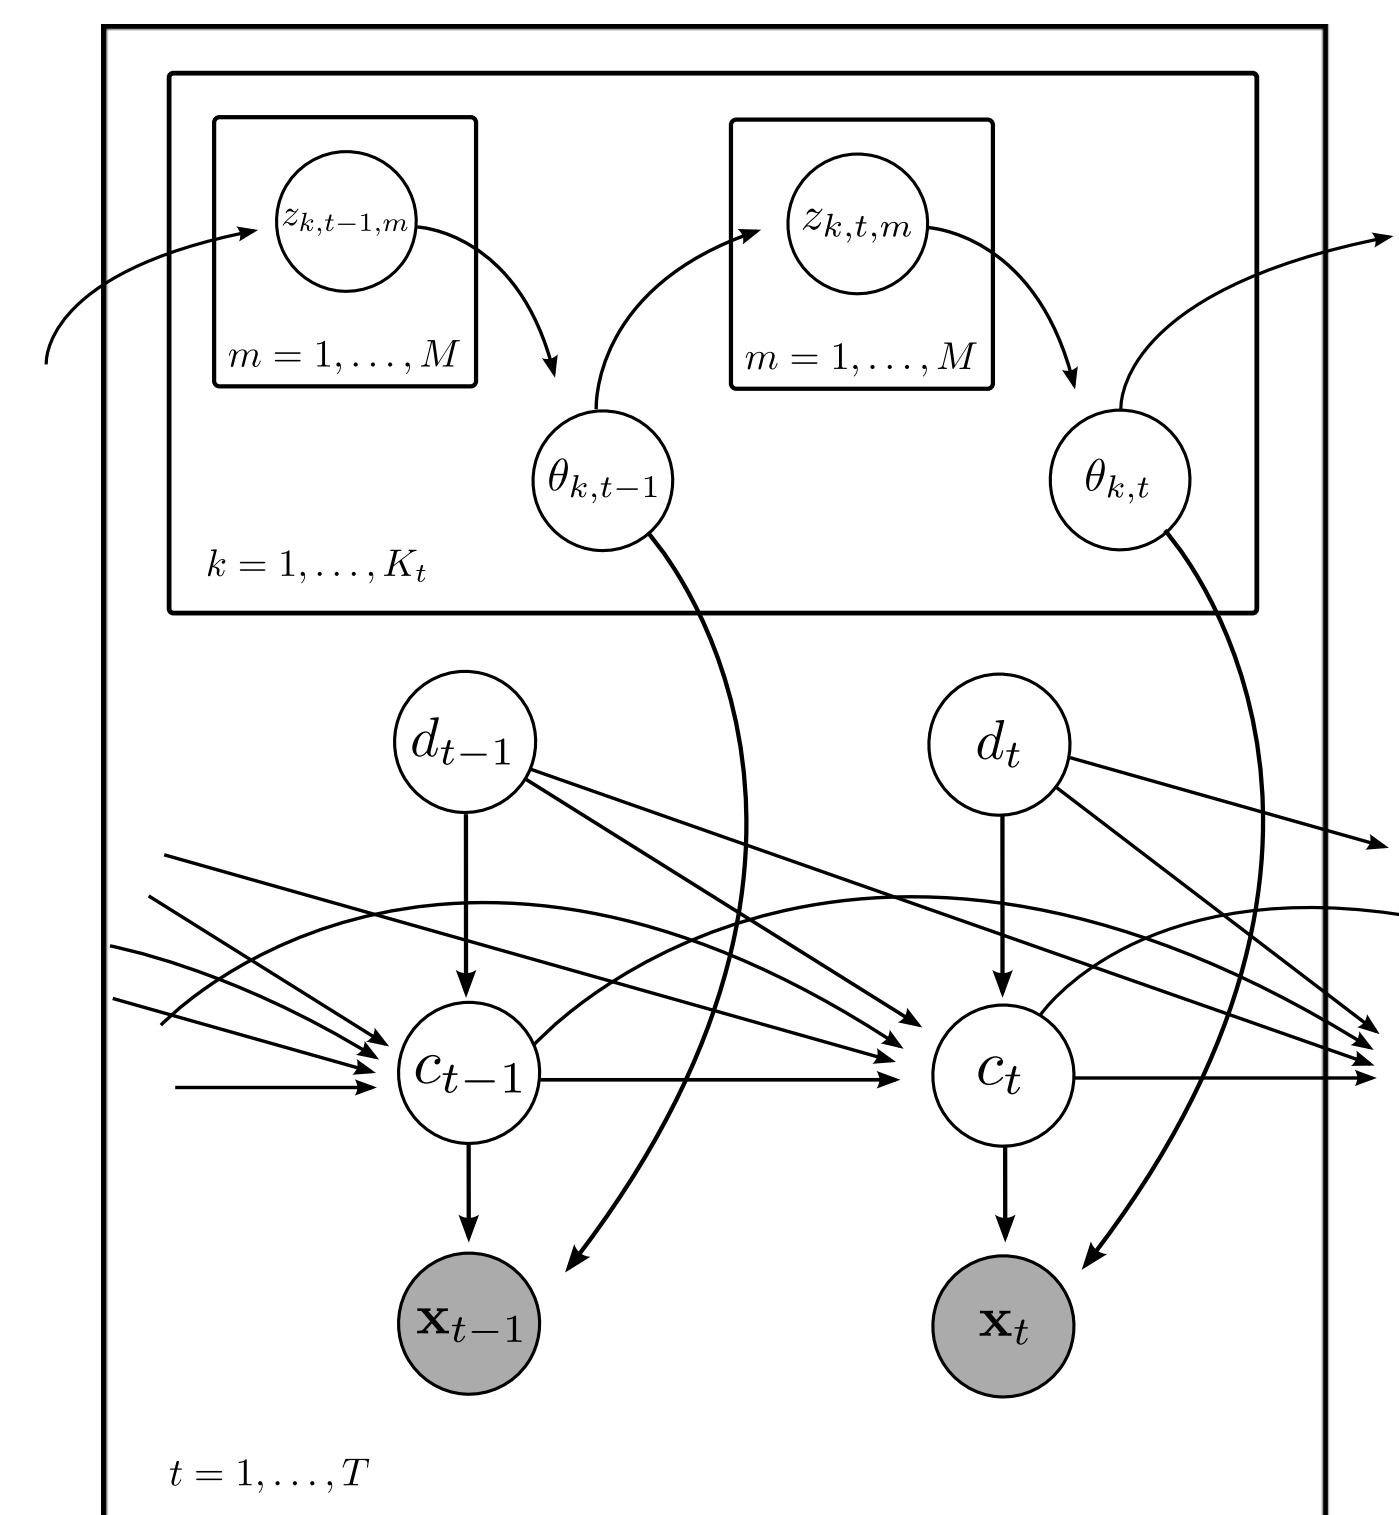 z_{k,t−1,m}
z_{k,t,m}
m = 1, . . . , M
m = 1, . . . , M
θ_{k,t−1}
θ_{k,t}
k = 1, . . . , K_t
d_{t−1}
d_t
c_{t−1}
c_t
x_{t−1}
x_t
t = 1, . . . , T